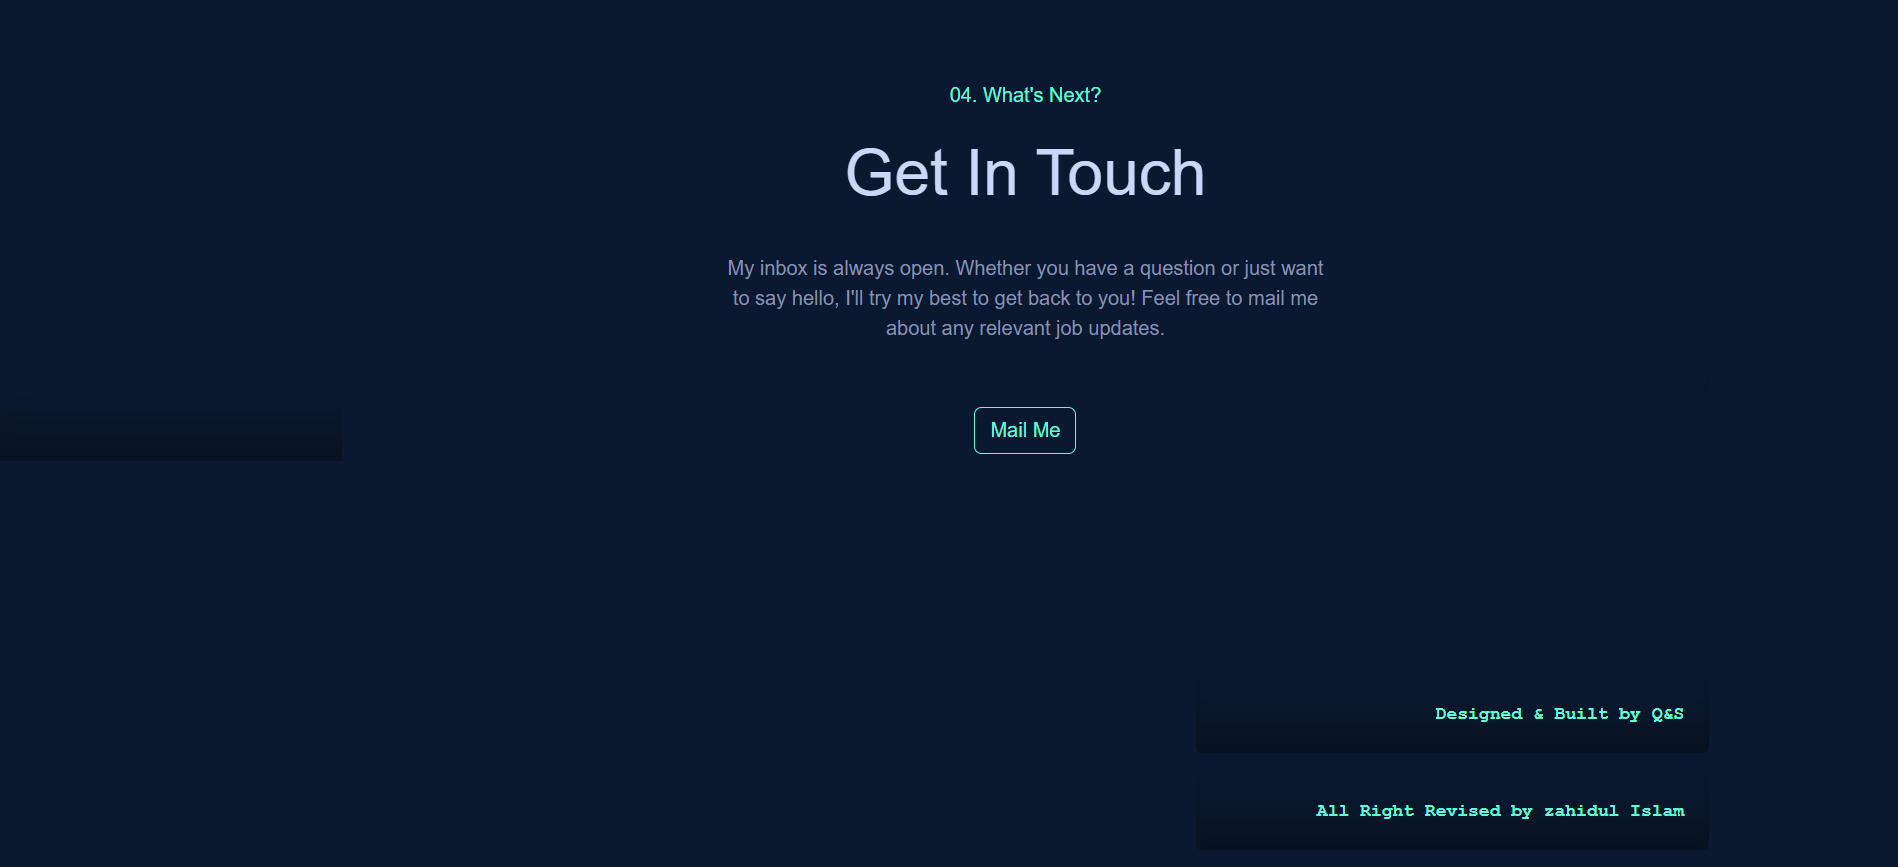 04. What's Next?
Get In Touch
My inbox is always open. Whether you have a question or just want
to say hello, I'll try my best to get back to you! Feel free to mail me
about any relevant job updates.
Mail Me
Designed & Built by Q&S
All Right Revised by zahidul Islam